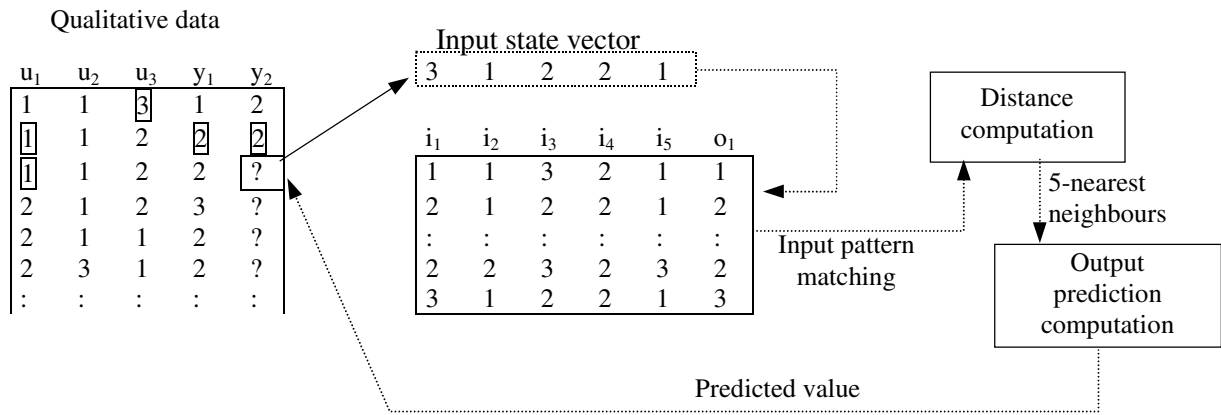 Qualitative data
u₁ u₂ u₃ y₁ y₂
1 1 3 1 2
1 1 2 2 2
1 1 2 2 ?
2 1 2 3 ?
2 1 1 2 ?
2 3 1 2 ?
: : : : :
Input state vector
3 1 2 2 1
i₁ i₂ i₃ i₄ i₅ o₁
1 1 3 2 1 1
2 1 2 2 1 2
: : : : : :
2 2 3 2 3 2
3 1 2 2 1 3
Input pattern
matching
Distance
computation
5-nearest
neighbours
Output
prediction
computation
Predicted value